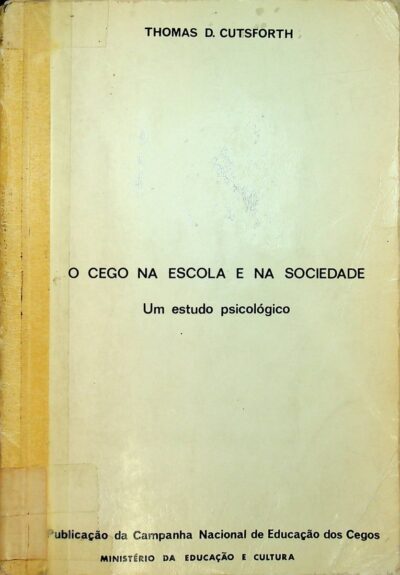 THOMAS D. CUTSFORTH
O CEGO NA ESCOLA E NA SOCIEDADE
Um estudo psicológico
Publicação da Campanha Nacional de Educação dos Cegos
MINISTÉRIO DA EDUCAÇÃO E CULTURA